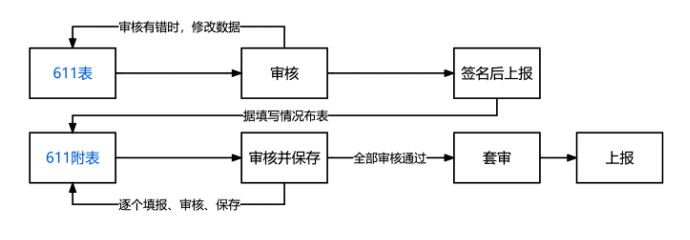 审核有错时，修改数据
611表
审核
签名后上报
据填写情况布表
611附表
审核并保存
全部审核通过
套审
上报
逐个填报、审核、保存